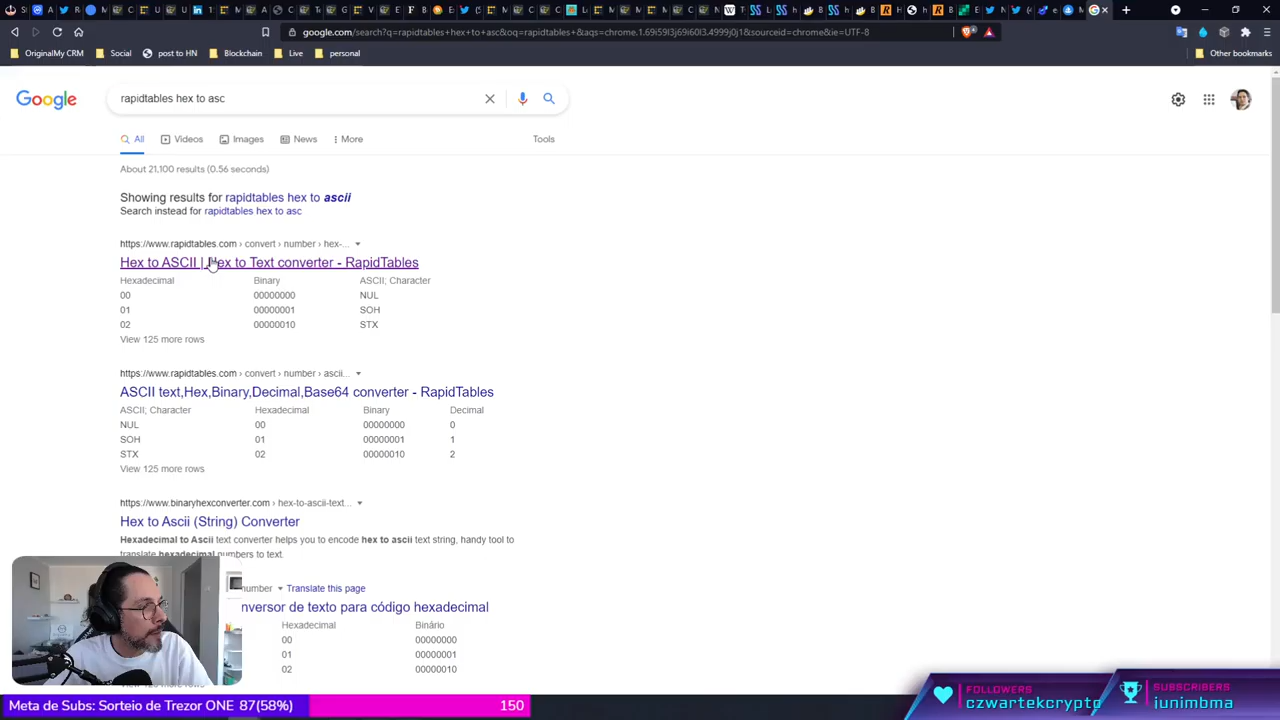 google.com/search?q=rapidtables+hex+to+asc&oq=rapidtables+&aqs=chrome.1.69i59l3j69i60l3.4999j0j1&sourceid=chrome&ie=UTF-8
OriginalMy CRM
Social
post to HN
Blockchain
Live
personal
Other bookmarks
Google
rapidtables hex to asc
All
Videos
Images
News
More
Tools
About 21,100 results (0.56 seconds)
Showing results for rapidtables hex to ascii
Search instead for rapidtables hex to asc
https://www.rapidtables.com › convert › number › hex-...
Hex to ASCII | Hex to Text converter - RapidTables
Hexadecimal Binary ASCII; Character
00 00000000 NUL
01 00000001 SOH
02 00000010 STX
View 125 more rows
https://www.rapidtables.com › convert › number › ascii...
ASCII text,Hex,Binary,Decimal,Base64 converter - RapidTables
ASCII; Character Hexadecimal Binary Decimal
NUL 00 00000000 0
SOH 01 00000001 1
STX 02 00000010 2
View 125 more rows
https://www.binaryhexconverter.com › hex-to-ascii-text...
Hex to Ascii (String) Converter
Hexadecimal to Ascii text converter helps you to encode hex to ascii text string, handy tool to
translate hexadecimal numbers to text.
number Translate this page
nversor de texto para código hexadecimal
Hexadecimal Binário
00 00000000
01 00000001
02 00000010
Meta de Subs: Sorteio de Trezor ONE 87(58%)
150
FOLLOWERS
czwartekcrypto
SUBSCRIBERS
junimbma